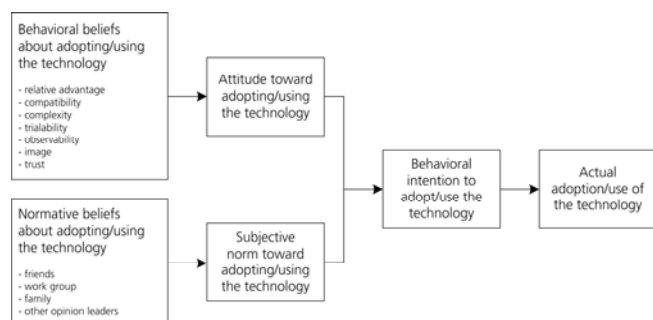 Behavioral beliefs
about adopting/using
the technology
- relative advantage
- compatibility
- complexity
- trialability
- observability
- image
- trust
Attitude toward
adopting/using
the technology
Behavioral
intention to
adopt/use the
technology
Actual
adoption/use of
the technology
Normative beliefs
about adopting/using
the technology
- friends
- work group
- family
- other opinion leaders
Subjective
norm toward
adopting/using
the technology